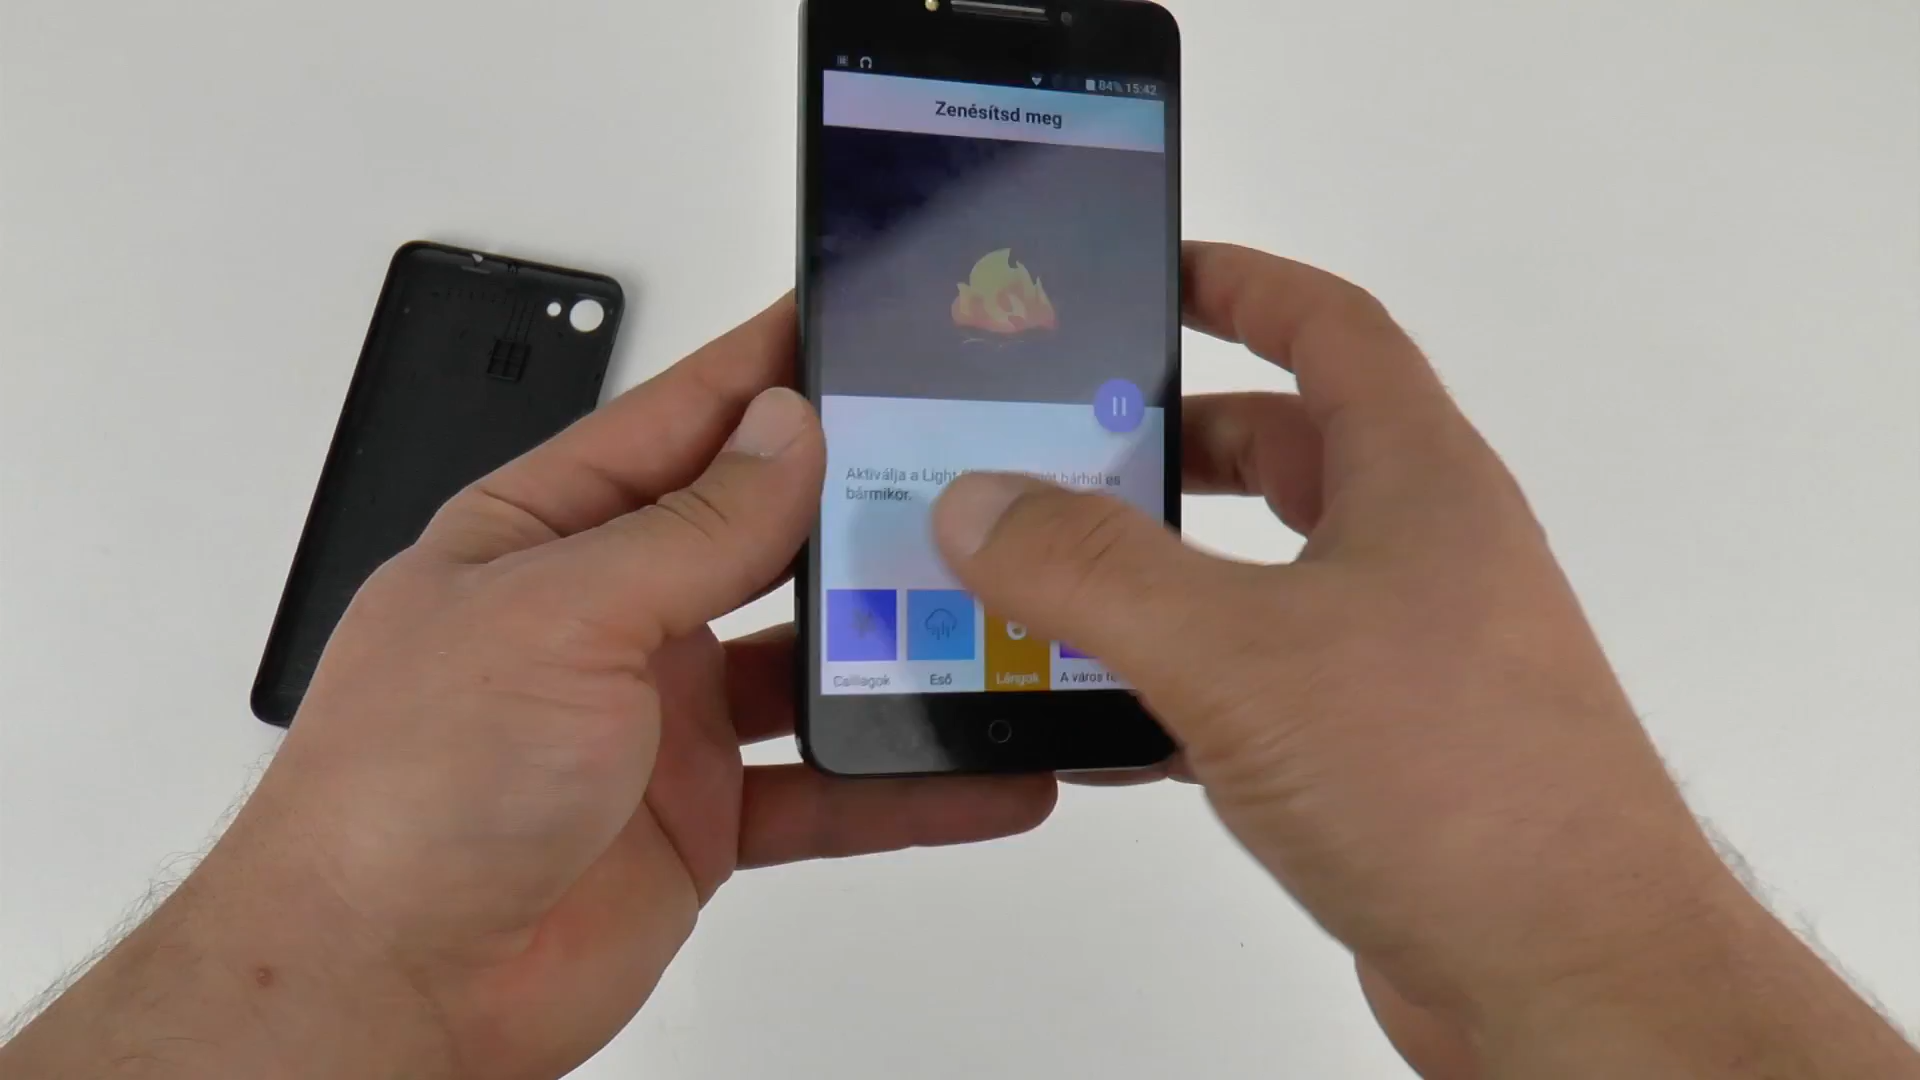 84% 15:42
Zenésítsd meg
Aktiválja a Light bárhol és
bármikor.
Csillagok Eső Lángok A város